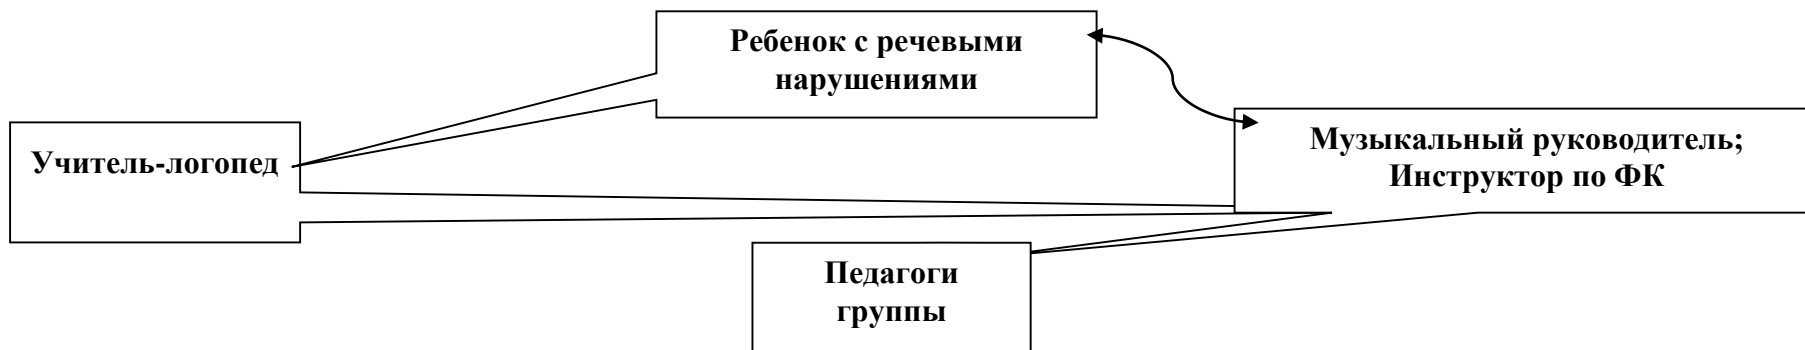 Ребенок с речевыми
нарушениями
Учитель-логопед
Музыкальный руководитель;
Инструктор по ФК
Педагоги
группы